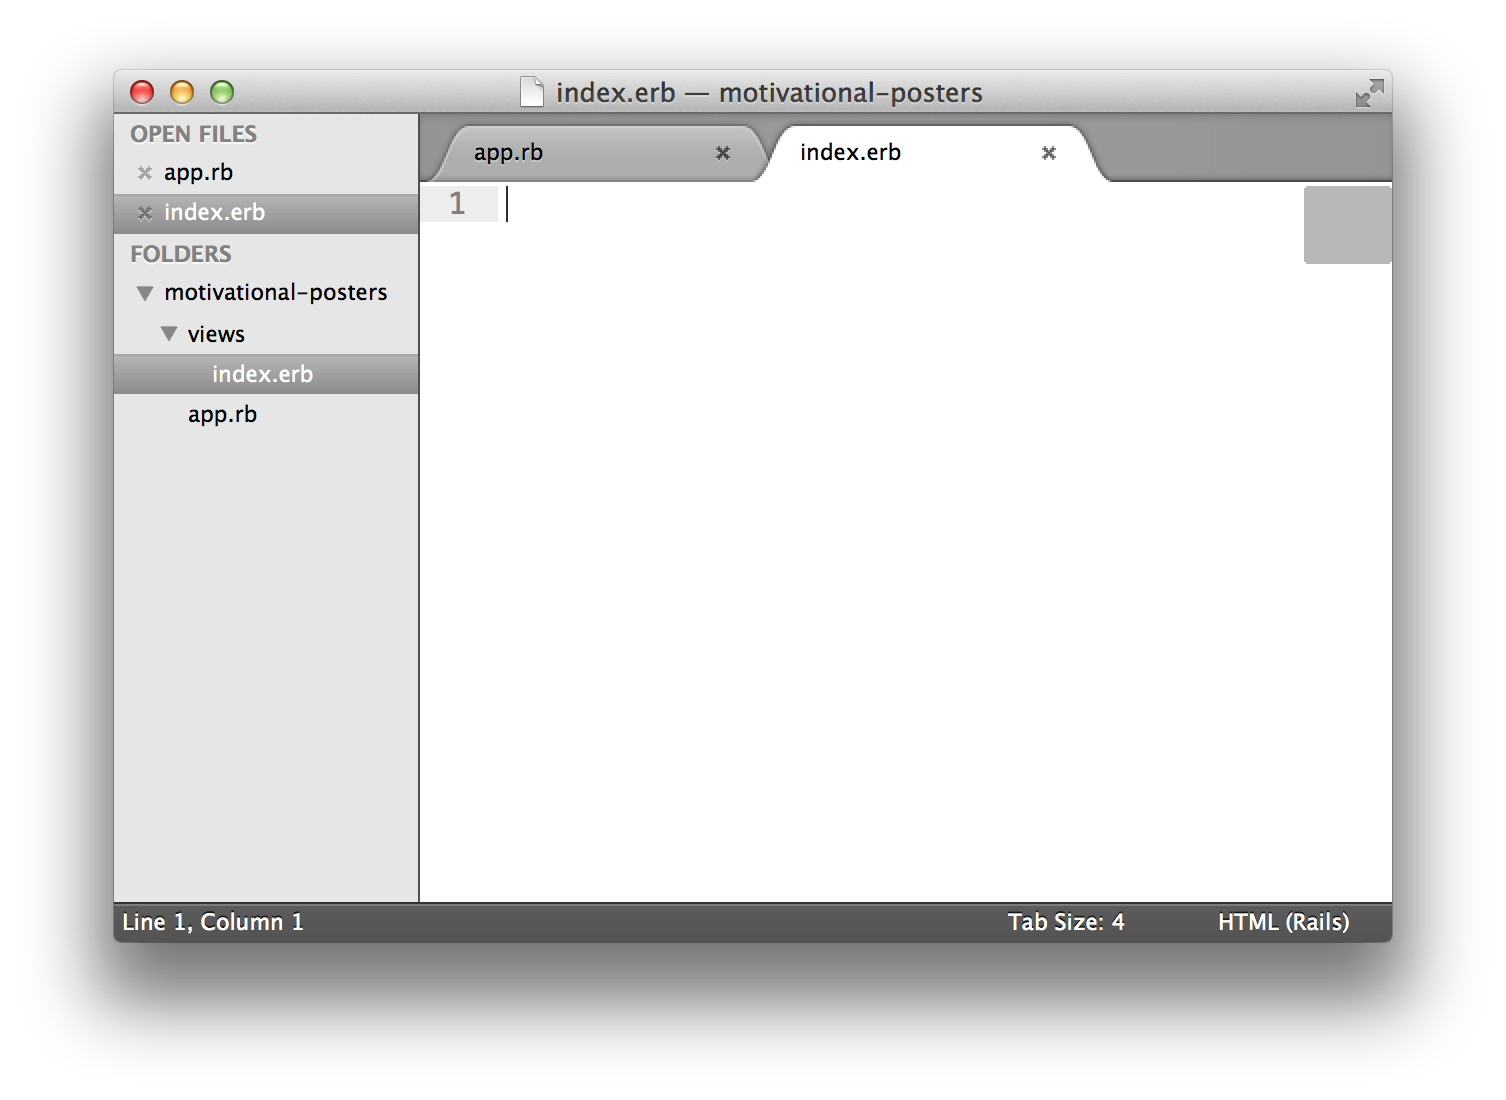 index.erb — motivational-posters
OPEN FILES
app.rb
index.erb
FOLDERS
motivational-posters
views
index.erb
app.rb
app.rb
index.erb
1
Line 1, Column 1
Tab Size: 4
HTML (Rails)